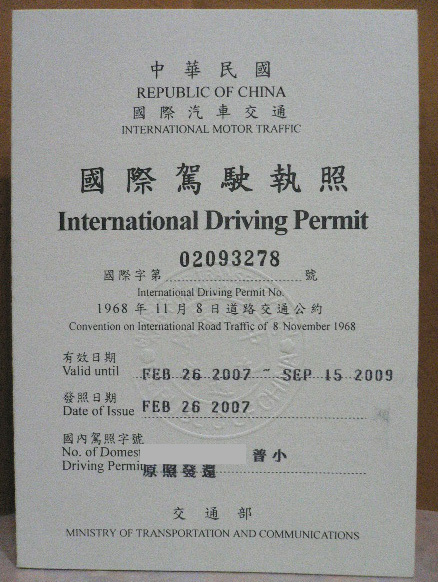 中華民國
REPUBLIC OF CHINA
國際汽車交通
INTERNATIONAL MOTOR TRAFFIC
國際駕駛執照
International Driving Permit
02093278
國際字第 號
International Driving Permit No.
1968 年 11 月 8 日道路交通公約
Convention on International Road Traffic of 8 November 1968
有效日期
Valid until FEB 26 2007 ~ SEP 15 2009
發照日期
Date of Issue FEB 26 2007
國內駕照字號
No. of Domest 普小
Driving Permit 原照發還
交通部
MINISTRY OF TRANSPORTATION AND COMMUNICATIONS